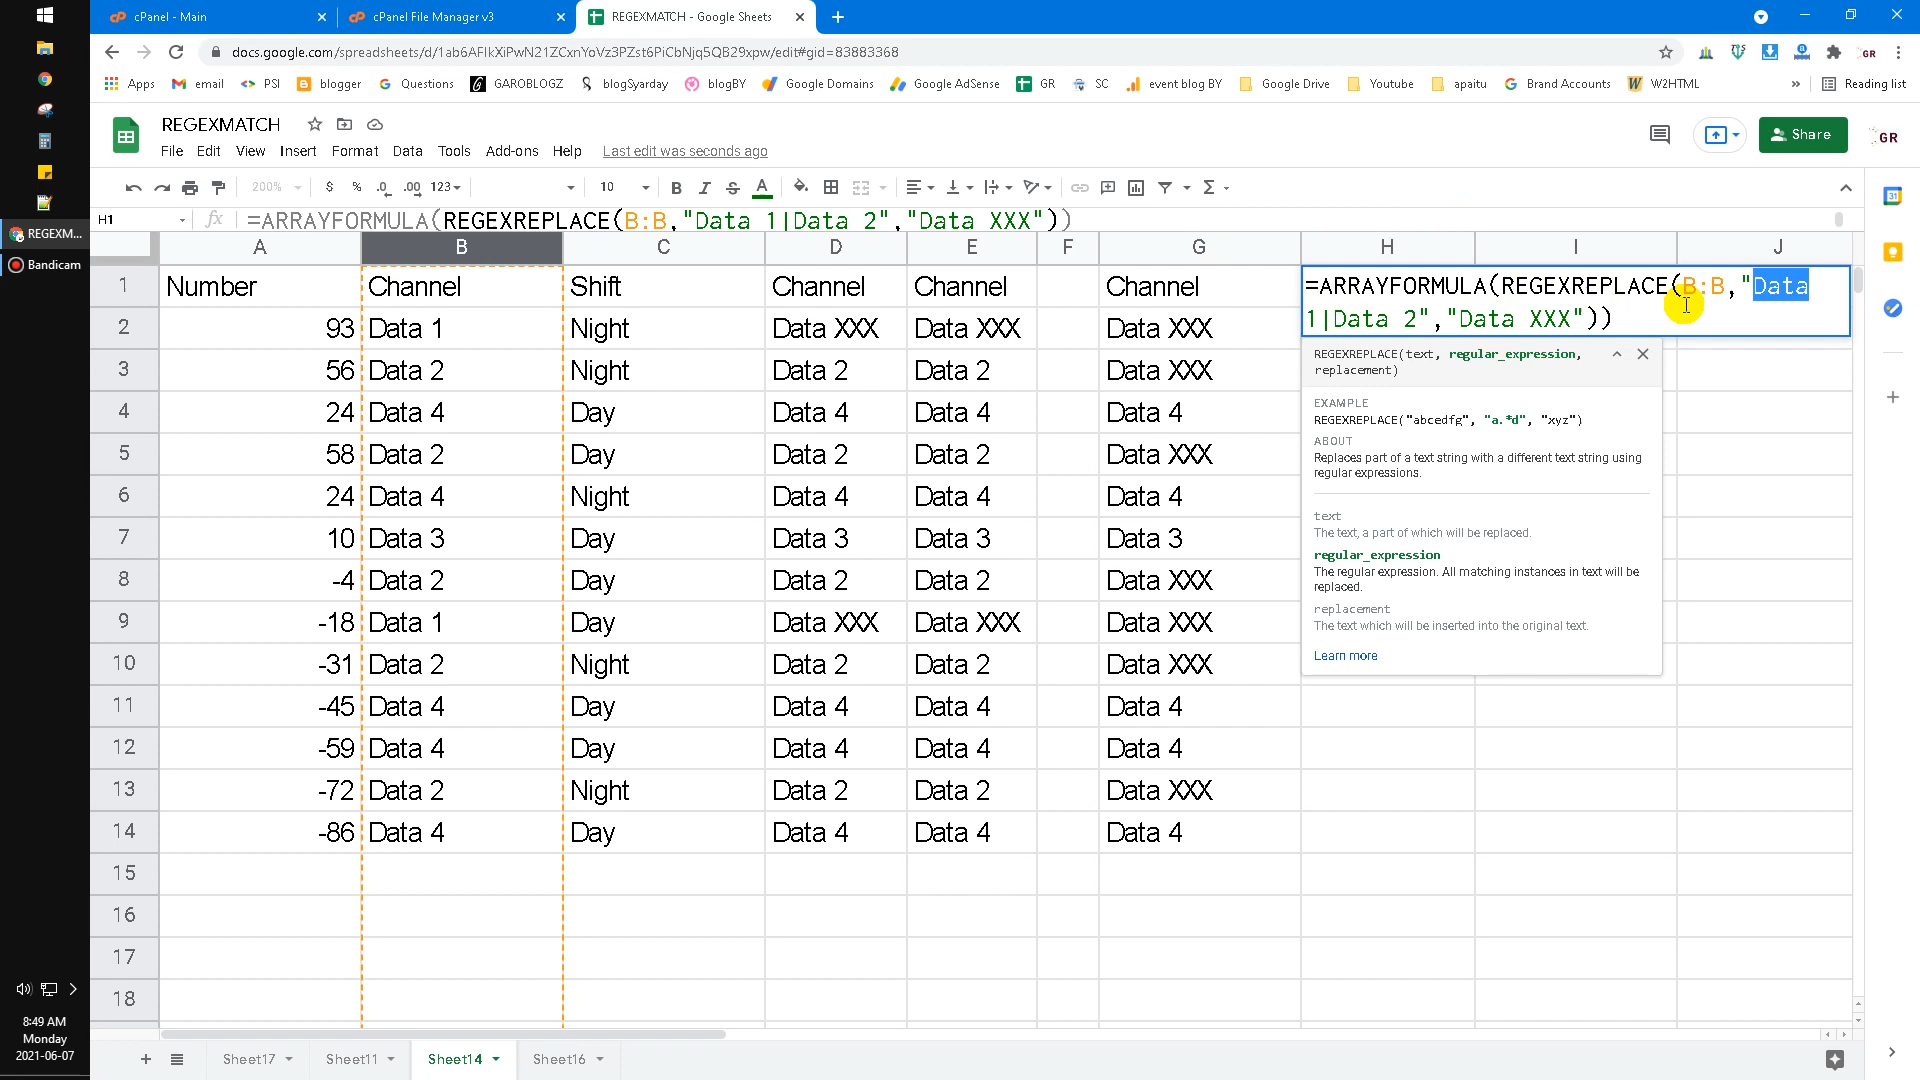 cPanel - Main
cPanel File Manager v3
REGEXMATCH - Google Sheets
docs.google.com/spreadsheets/d/1ab6AFlkXiPwN21ZCxnYoVz3PZst6PiCbNjq5QB29xpw/edit#gid=83883368
Apps email PSI blogger Questions GAROBLOGZ blogSyarday blogBY Google Domains Google AdSense GR SC event blog BY Google Drive Youtube apaitu Brand Accounts W2HTML » Reading list
REGEXMATCH
File Edit View Insert Format Data Tools Add-ons Help Last edit was seconds ago
Share
GR
200% $ % .0 .00 123 10 B I S A Σ
H1 fx =ARRAYFORMULA(REGEXREPLACE(B:B,"Data 1|Data 2","Data XXX"))
A B C D E F G H I J
1 Number Channel Shift Channel Channel Channel =ARRAYFORMULA(REGEXREPLACE(B:B,"Data
1|Data 2","Data XXX"))
2 93 Data 1 Night Data XXX Data XXX Data XXX
3 56 Data 2 Night Data 2 Data 2 Data XXX
4 24 Data 4 Day Data 4 Data 4 Data 4
5 58 Data 2 Day Data 2 Data 2 Data XXX
6 24 Data 4 Night Data 4 Data 4 Data 4
7 10 Data 3 Day Data 3 Data 3 Data 3
8 -4 Data 2 Day Data 2 Data 2 Data XXX
9 -18 Data 1 Day Data XXX Data XXX Data XXX
10 -31 Data 2 Night Data 2 Data 2 Data XXX
11 -45 Data 4 Day Data 4 Data 4 Data 4
12 -59 Data 4 Day Data 4 Data 4 Data 4
13 -72 Data 2 Night Data 2 Data 2 Data XXX
14 -86 Data 4 Day Data 4 Data 4 Data 4
15
16
17
18
REGEXREPLACE(text, regular_expression,
replacement)
EXAMPLE
REGEXREPLACE("abcedfg", "a.*d", "xyz")
ABOUT
Replaces part of a text string with a different text string using
regular expressions.
text
The text, a part of which will be replaced.
regular_expression
The regular expression. All matching instances in text will be
replaced.
replacement
The text which will be inserted into the original text.
Learn more
Sheet17 Sheet11 Sheet14 Sheet16
REGEXM...
Bandicam
8:49 AM
Monday
2021-06-07